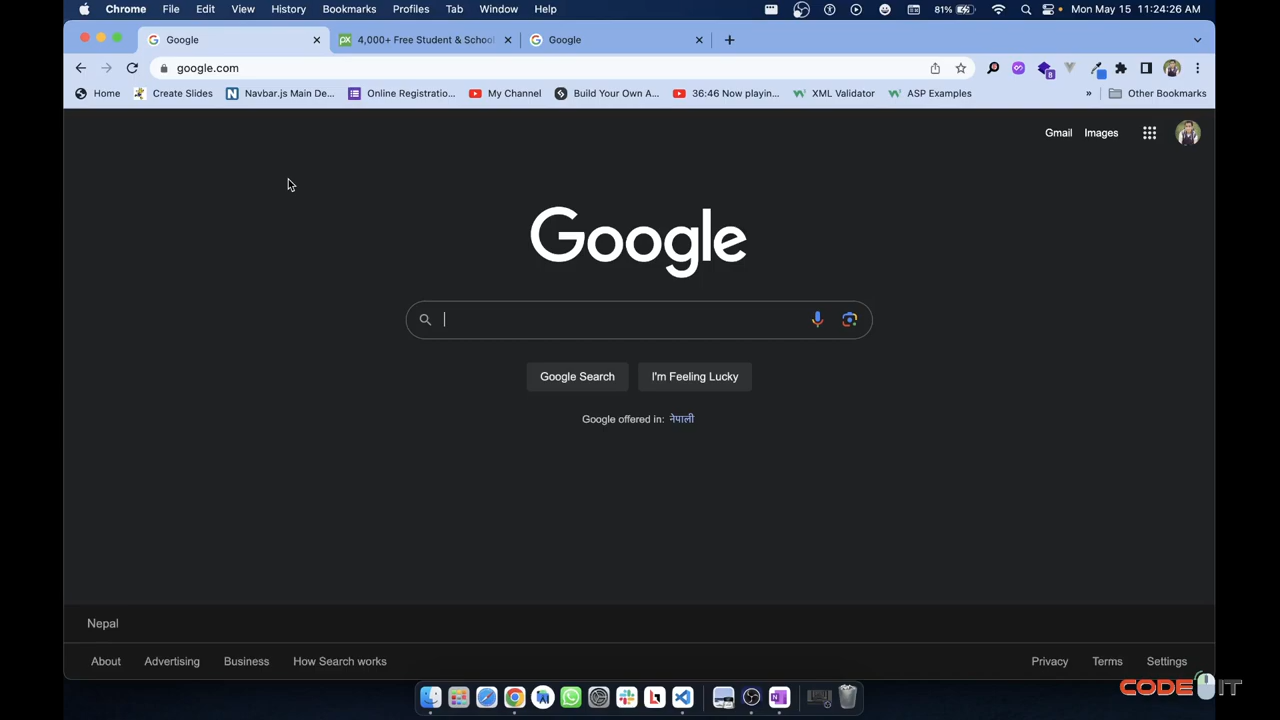 Chrome File Edit View History Bookmarks Profiles Tab Window Help 81% Mon May 15 11:24:26 AM
Google 4,000+ Free Student & School Google
google.com 8
Home Create Slides Navbar.js Main De... Online Registratio... My Channel Build Your Own A... 36:46 Now playin... XML Validator ASP Examples » Other Bookmarks
Gmail Images
Google
Google Search I'm Feeling Lucky
Google offered in: नेपाली
Nepal
About Advertising Business How Search works Privacy Terms Settings
CODE IT